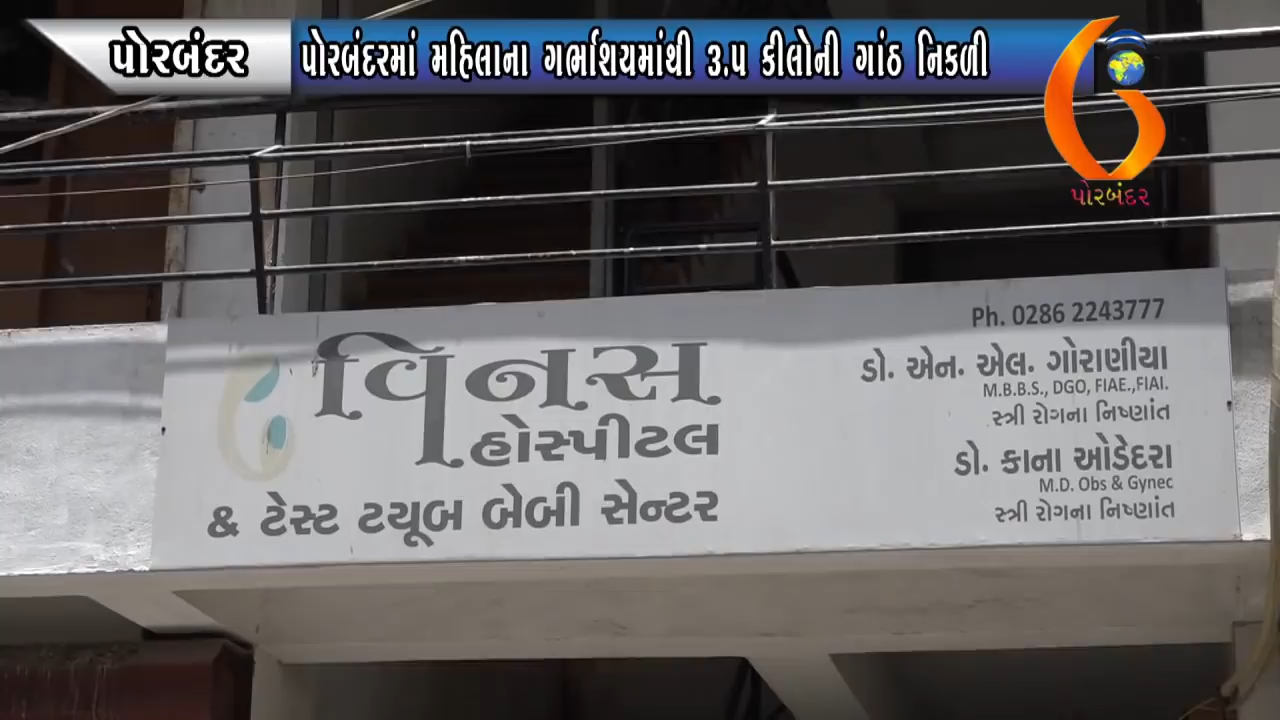 પોરબંદર
પોરબંદરમાં મહિલાના ગર્ભાશયમાંથી ૩.૫ કીલોની ગાંઠ નિકળી
પોરબંદર
વિનસ
હોસ્પીટલ
& ટેસ્ટ ટયૂબ બેબી સેન્ટર
Ph. 0286 2243777
ડો. એન. એલ. ગોરાણીયા
M.B.B.S., DGO, FIAE.,FIAI.
સ્ત્રી રોગના નિષ્ણાંત
ડો. કાના ઓડેદરા
M.D. Obs & Gynec
સ્ત્રી રોગના નિષ્ણાંત